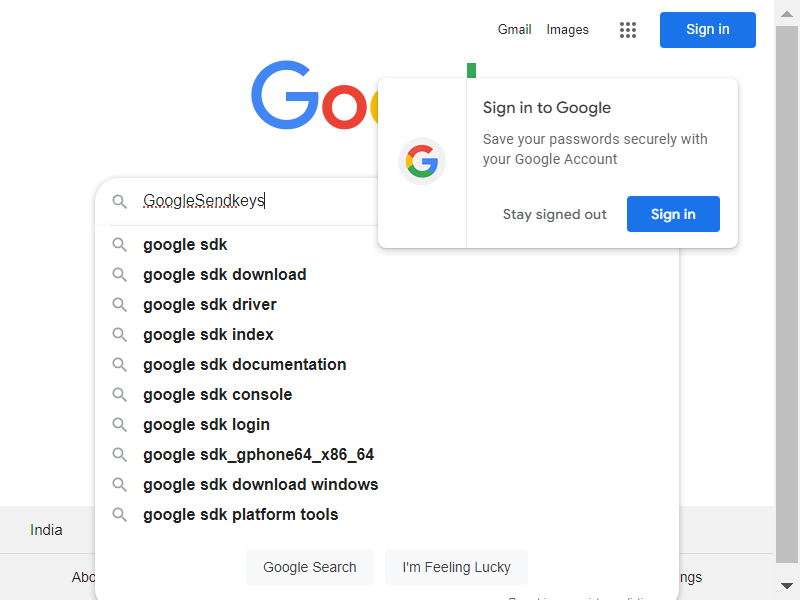 Gmail Images Sign in
Goo
Sign in to Google
Save your passwords securely with
your Google Account
Stay signed out Sign in
GoogleSendkeys
google sdk
google sdk download
google sdk driver
google sdk index
google sdk documentation
google sdk console
google sdk login
google sdk_gphone64_x86_64
google sdk download windows
google sdk platform tools
India
Google Search I'm Feeling Lucky